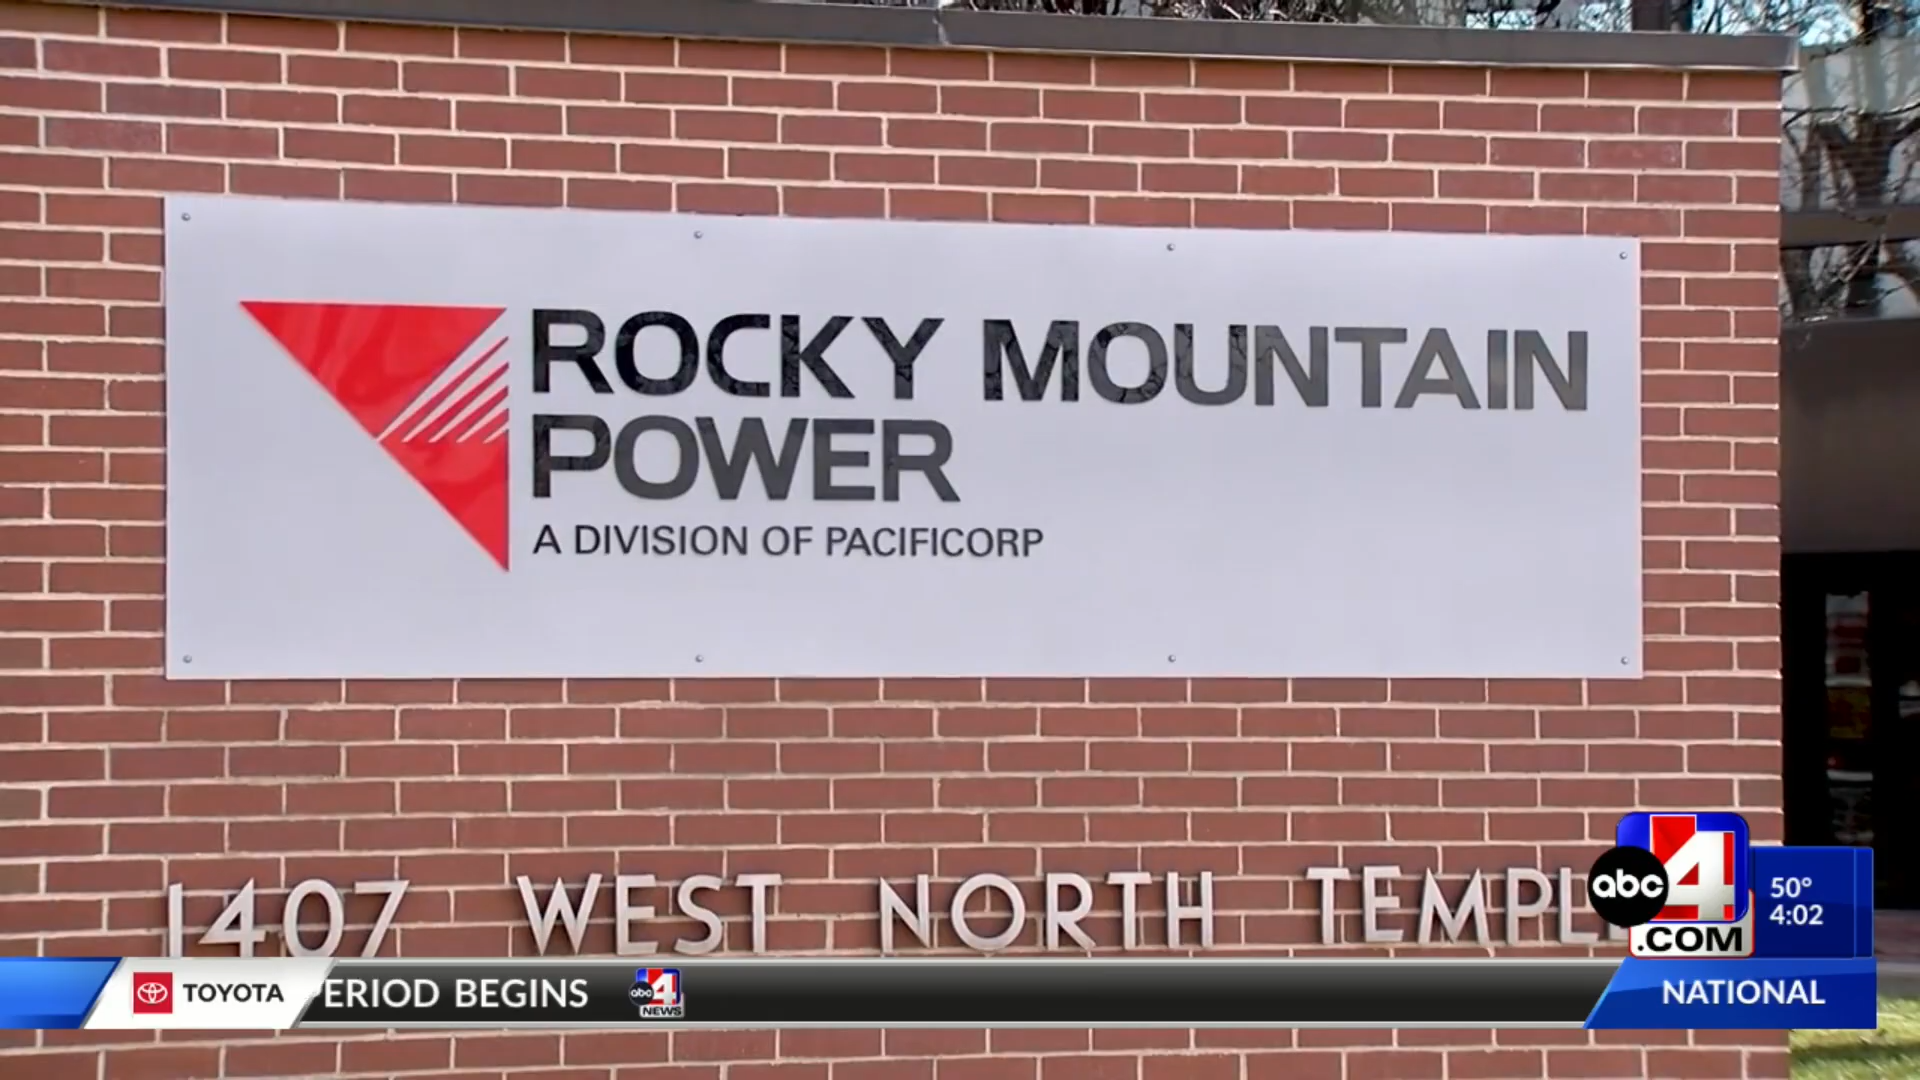 ROCKY MOUNTAIN
POWER
A DIVISION OF PACIFICORP
1407 WEST NORTH TEMPL
abc 4
.COM
50°
4:02
TOYOTA
ERIOD BEGINS
abc 4
NEWS
NATIONAL